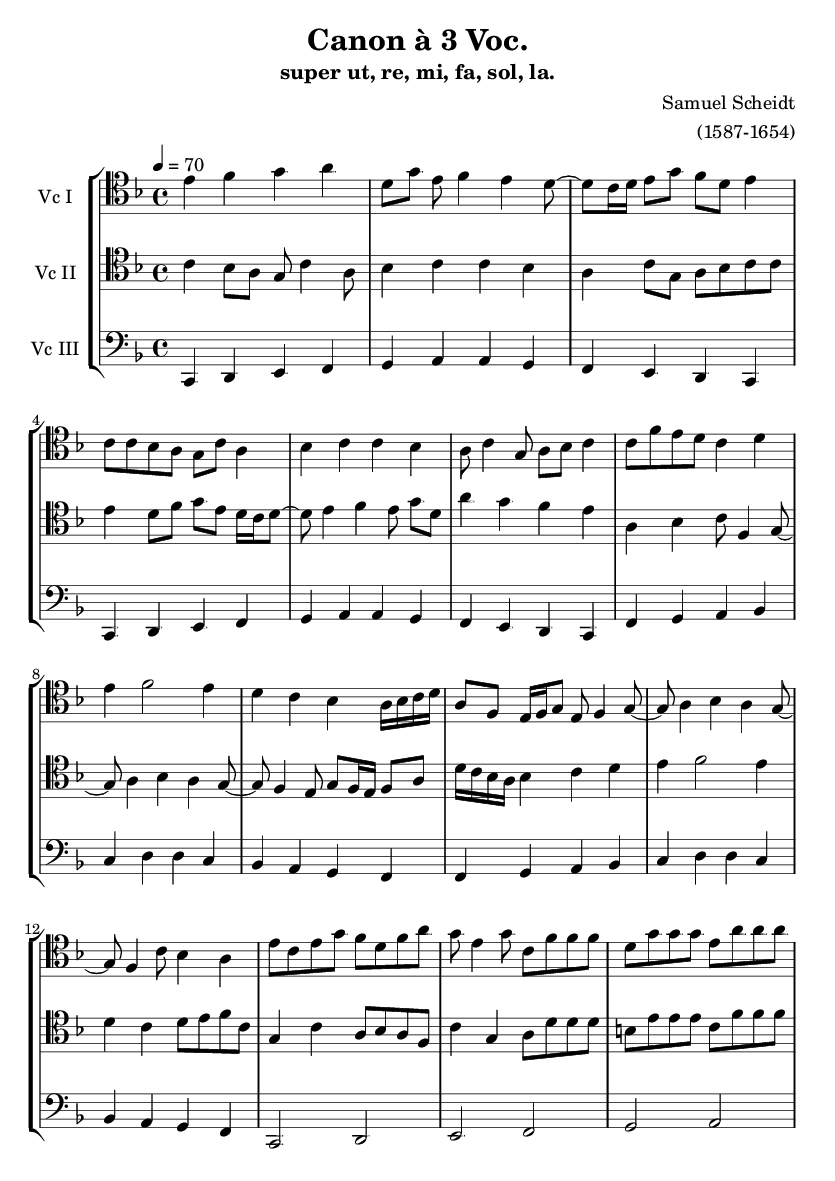 Canon à 3 Voc.
super ut, re, mi, fa, sol, la.
Samuel Scheidt
(1587-1654)
= 70
Vc I
Vc II
Vc III
4
8
12